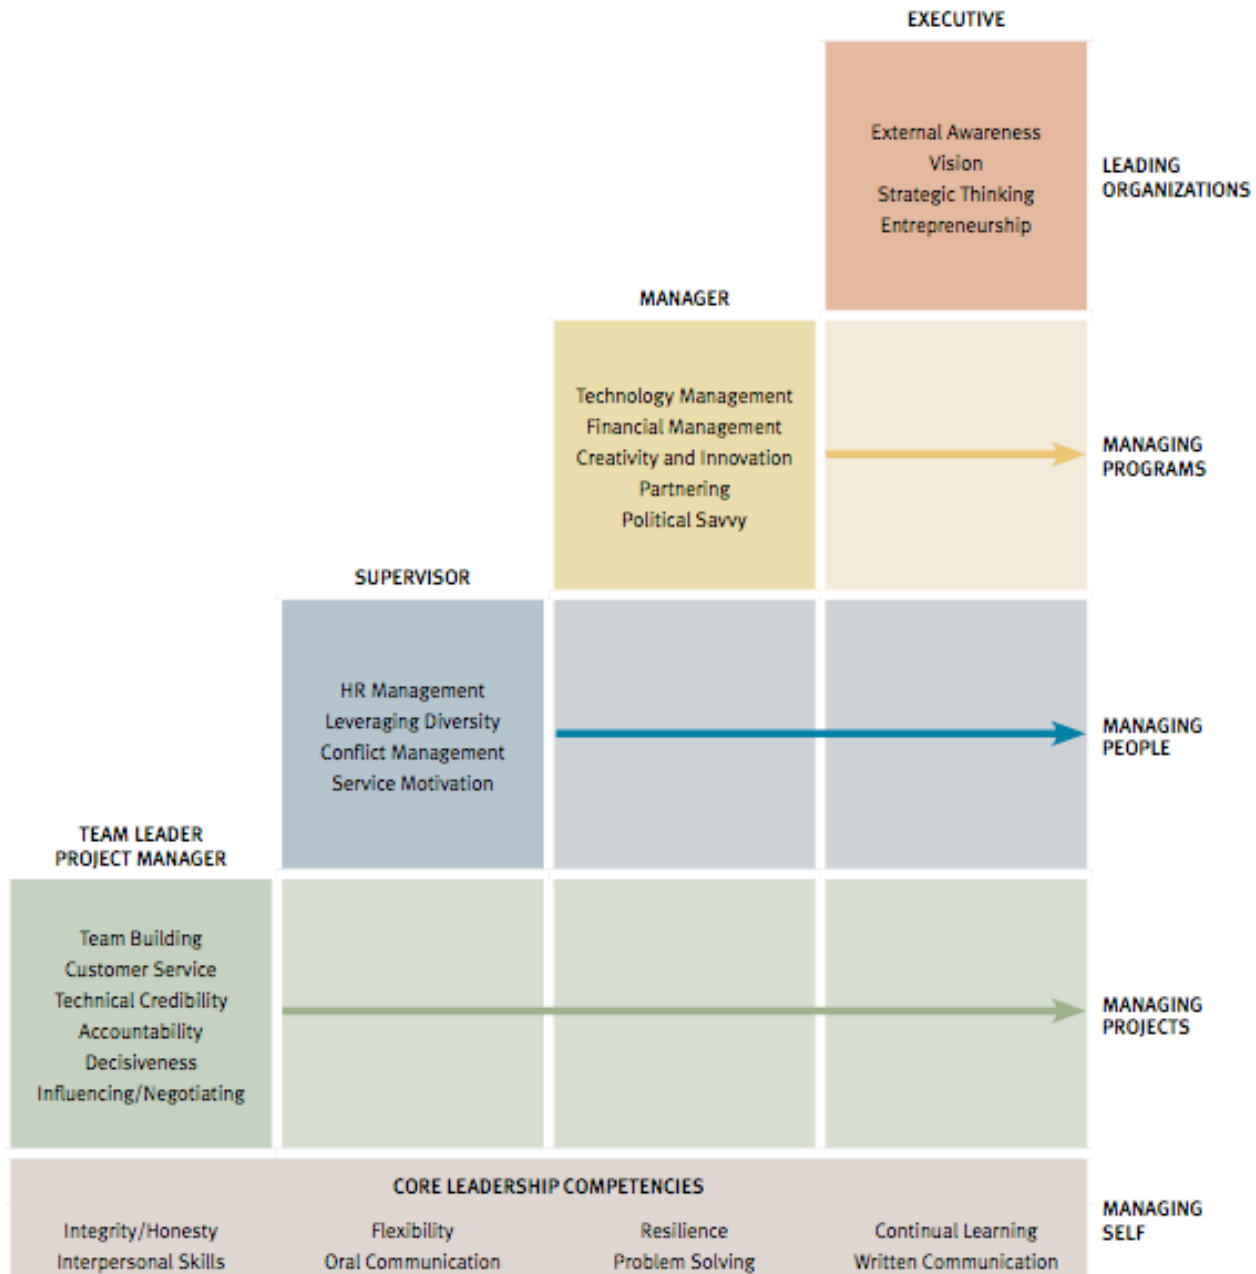 EXECUTIVE
External Awareness
Vision
Strategic Thinking
Entrepreneurship
LEADING
ORGANIZATIONS
MANAGER
Technology Management
Financial Management
Creativity and Innovation
Partnering
Political Savvy
MANAGING
PROGRAMS
SUPERVISOR
HR Management
Leveraging Diversity
Conflict Management
Service Motivation
MANAGING
PEOPLE
TEAM LEADER
PROJECT MANAGER
Team Building
Customer Service
Technical Credibility
Accountability
Decisiveness
Influencing/Negotiating
MANAGING
PROJECTS
CORE LEADERSHIP COMPETENCIES
Integrity/Honesty
Interpersonal Skills
Flexibility
Oral Communication
Resilience
Problem Solving
Continual Learning
Written Communication
MANAGING
SELF